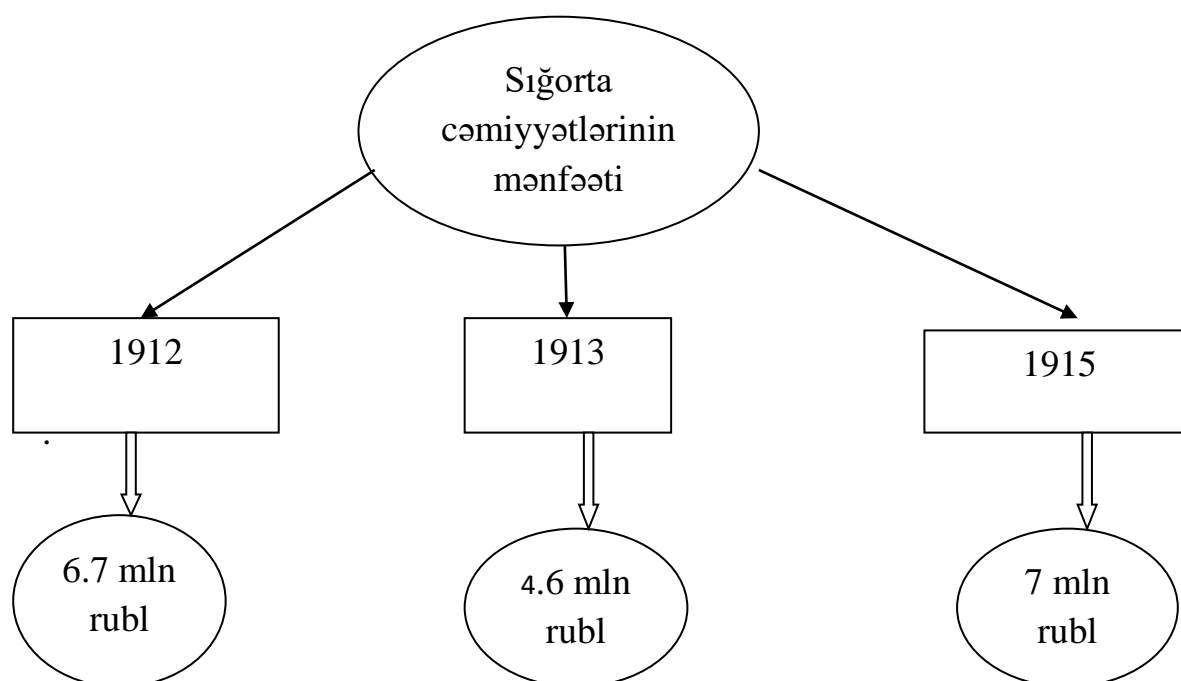 Sığorta
cəmiyyətlərinin
mənfəəti
1912
1913
1915
6.7 mln
rubl
4.6 mln
rubl
7 mln
rubl